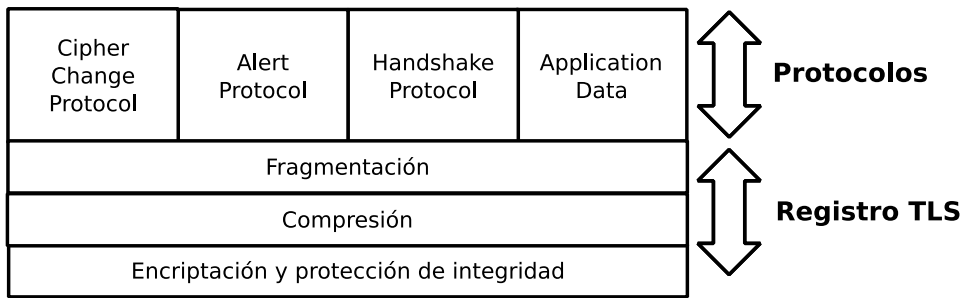 Cipher
Change
Protocol
Alert
Protocol
Handshake
Protocol
Application
Data
Protocolos
Fragmentación
Compresión
Encriptación y protección de integridad
Registro TLS